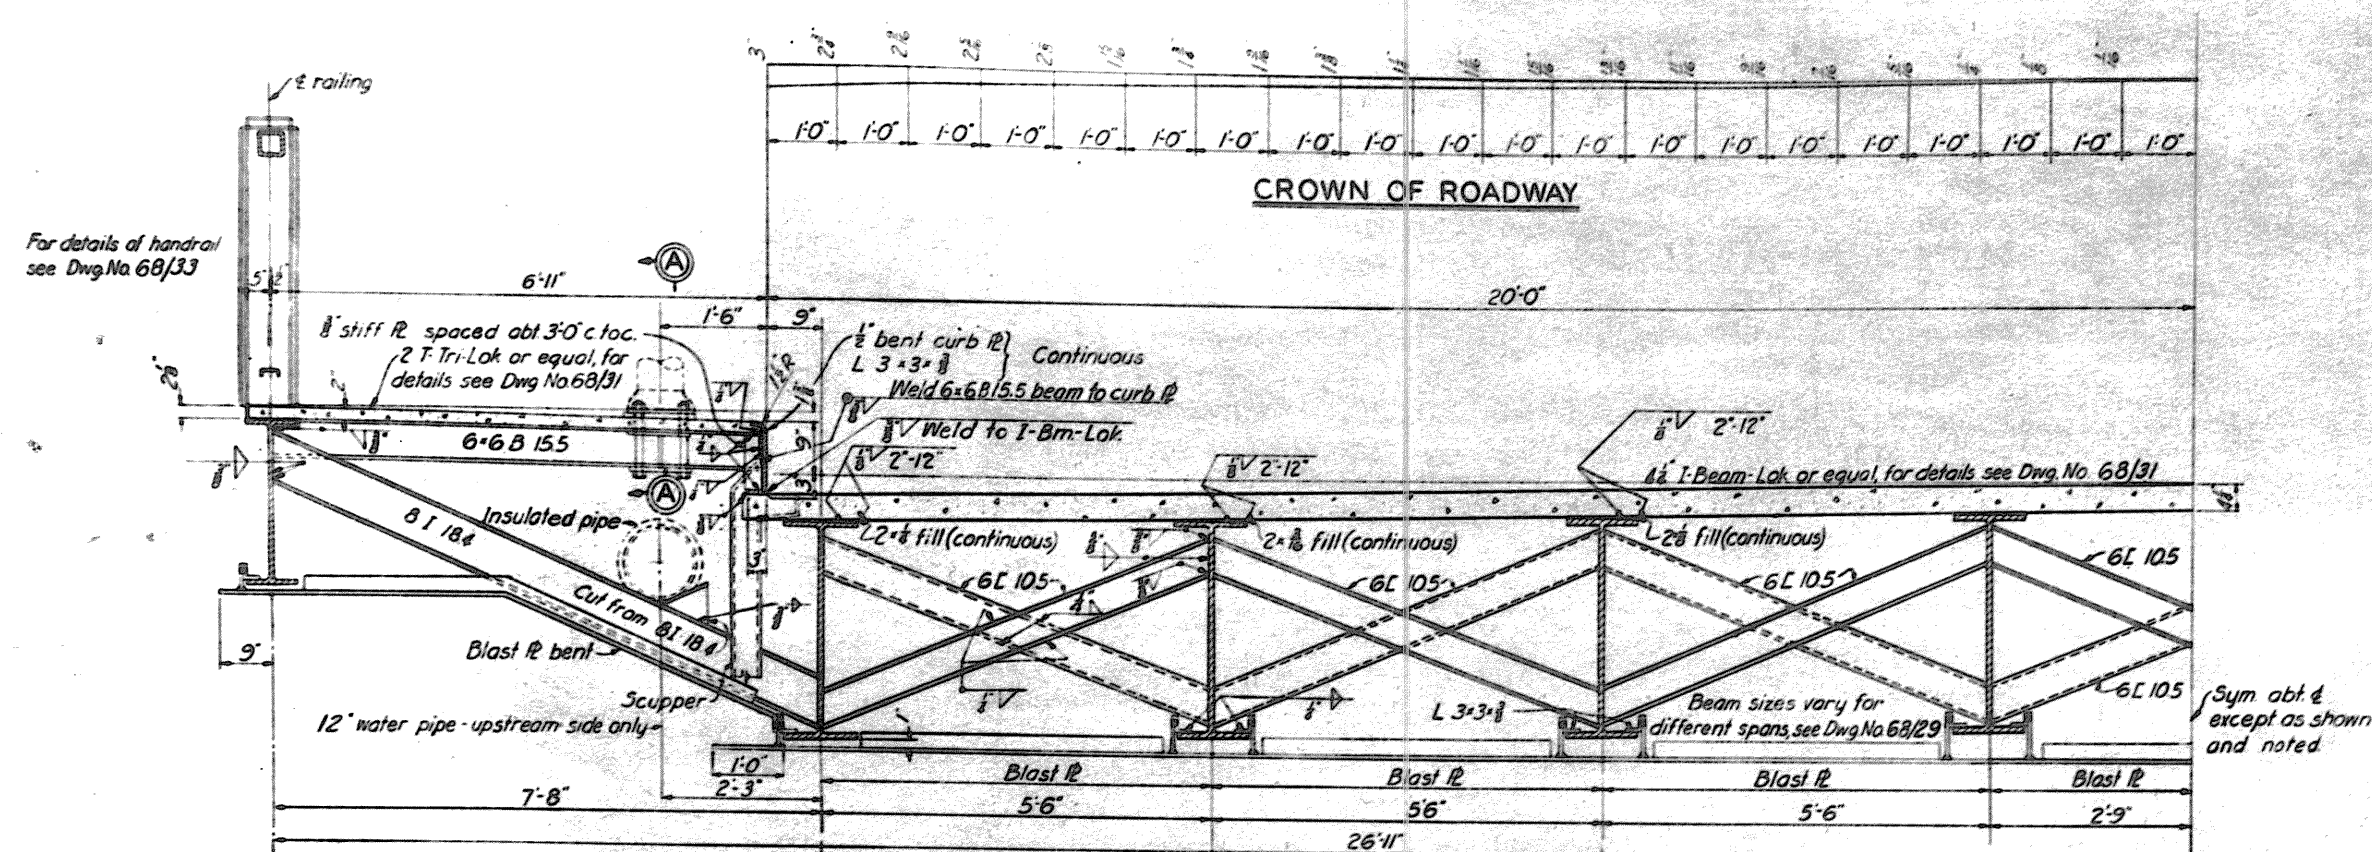 ℄ railing
3"
1'-0" 1'-0" 1'-0" 1'-0" 1'-0" 1'-0" 1'-0" 1'-0" 1'-0" 1'-0" 1'-0" 1'-0" 1'-0" 1'-0" 1'-0" 1'-0" 1'-0" 1'-0" 1'-0" 1'-0"
CROWN OF ROADWAY
For details of handrail
see Dwg. No. 68/33
A
6'-11"
20'-0"
1'-6"
9"
stiff ℞ spaced abt. 3'-0" c. to c.
2 T-Tri-Lok or equal, for
details see Dwg No. 68/31
2"
½" bent curb ℞
L 3×3×⅜
Continuous
1½"R
Weld 6×6 B 15.5 beam to curb ℞
Weld to I-Bm-Lok
2"-12"
2"-12"
2"-12"
4½" I-Beam-Lok or equal, for details see Dwg. No. 68/31
6×6 B 15.5
9"
3"
A
8 I 18.4
Insulated pipe
fill (continuous)
fill (continuous)
fill (continuous)
3"
6 [ 10.5
6 [ 10.5
6 [ 10.5
6 [ 10.5
Cut from 8 I 18.4
Blast ℞ bent
9"
Scupper
12" water pipe - upstream side only
L 3×3×⅜
Beam sizes vary for
different spans, see Dwg No. 68/29
6 [ 10.5
Sym. abt. ℄
except as shown
and noted
1'-0"
2'-3"
Blast ℞
Blast ℞
Blast ℞
Blast ℞
7'-8"
5'-6"
5'6"
5'-6"
2'-9"
26'-11"